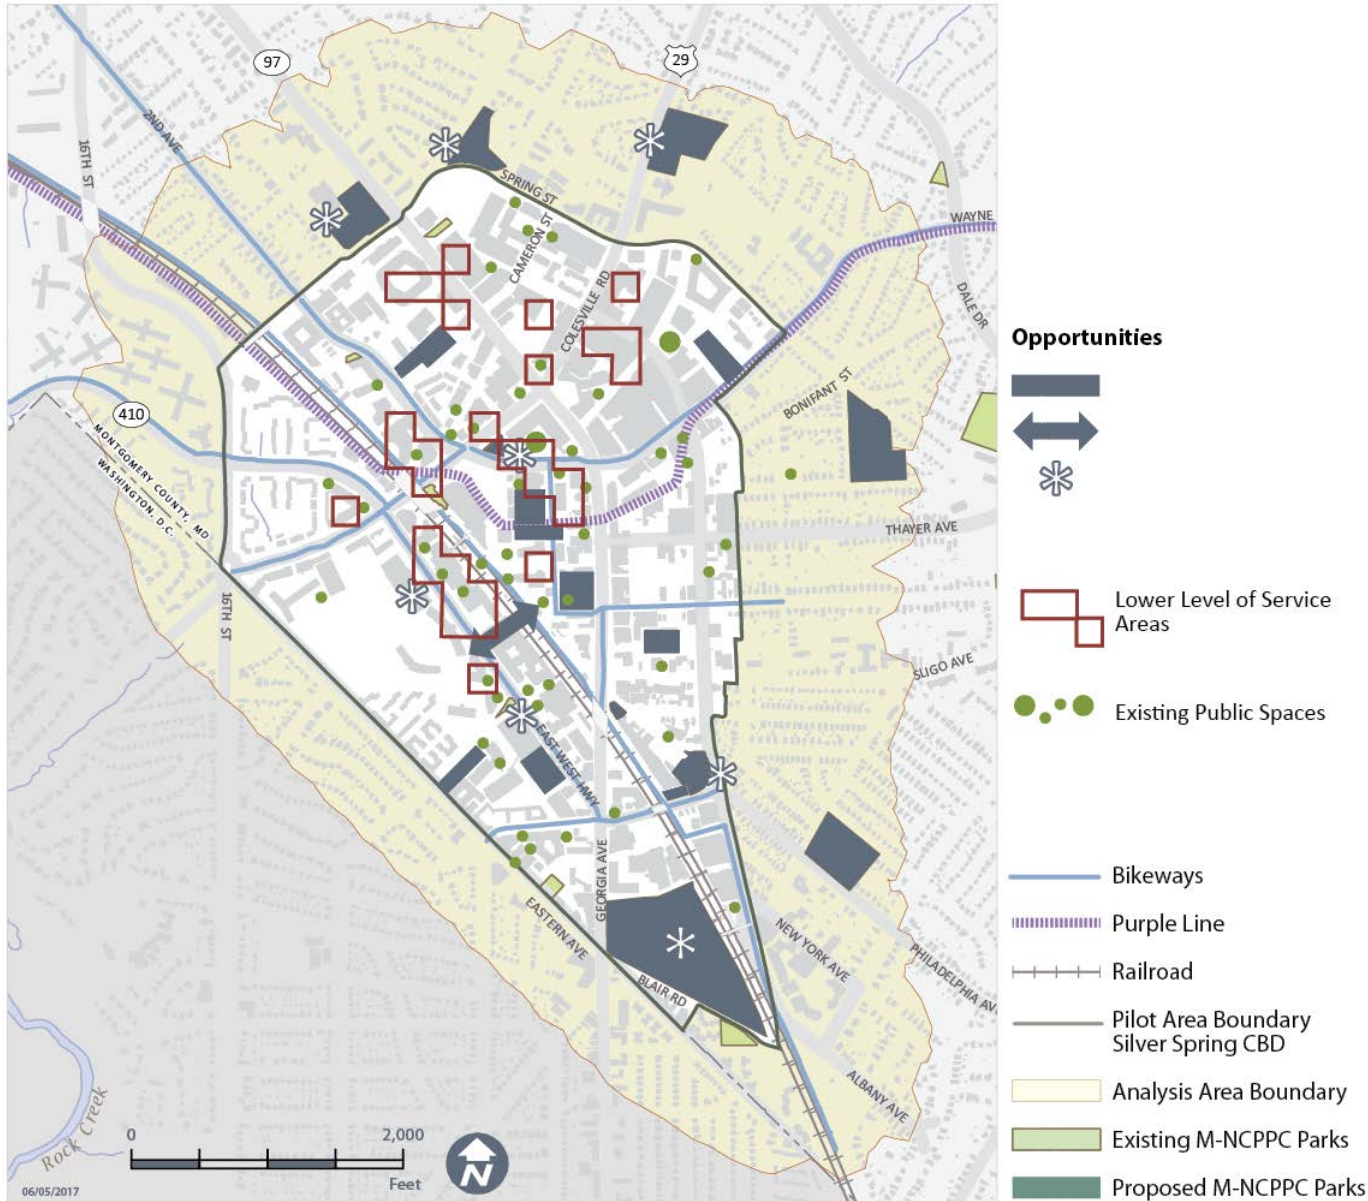 97
29
2ND AVE
16TH ST
SPRING ST
CAMERON ST
COLESVILLE RD
WAYNE
DALE DR
BONIFANT ST
410
MONTGOMERY COUNTY, MD
WASHINGTON, D.C.
THAYER AVE
16TH ST
SLIGO AVE
EAST WEST HWY
GEORGIA AVE
EASTERN AVE
BLAIR RD
NEW YORK AVE
PHILADELPHIA AV
ALBANY AVE
Rock Creek
0
2,000
Feet
N
06/05/2017
Opportunities
Lower Level of Service
Areas
Existing Public Spaces
Bikeways
Purple Line
Railroad
Pilot Area Boundary
Silver Spring CBD
Analysis Area Boundary
Existing M-NCPPC Parks
Proposed M-NCPPC Parks